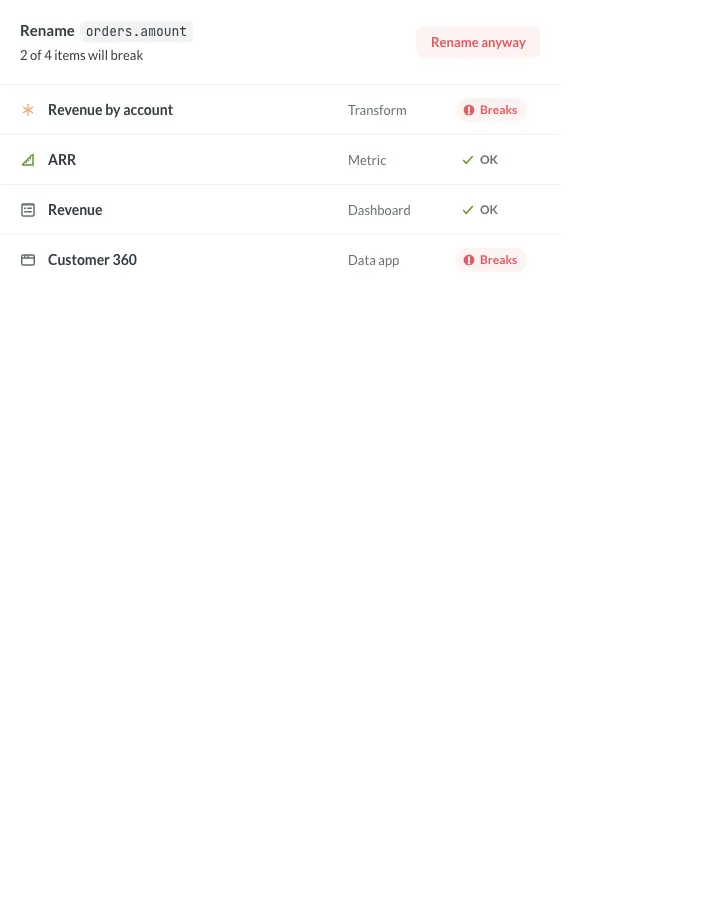 Rename orders.amount
2 of 4 items will break
Rename anyway
Revenue by account Transform Breaks
ARR Metric OK
Revenue Dashboard OK
Customer 360 Data app Breaks